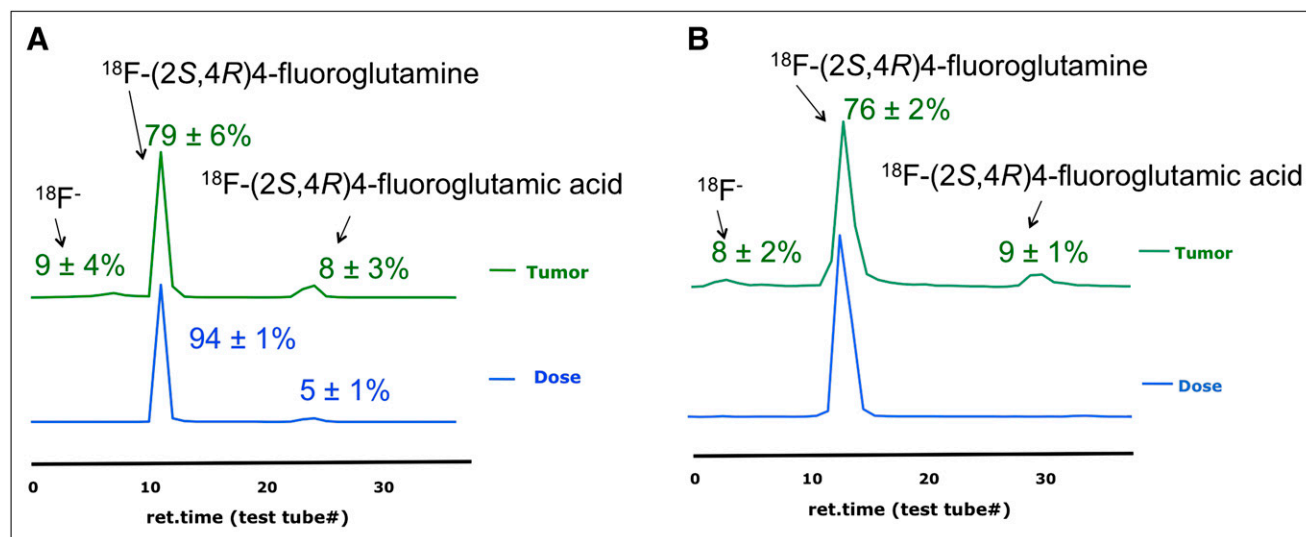 A
¹⁸F-(2S,4R)4-fluoroglutamine
79 ± 6%
¹⁸F-(2S,4R)4-fluoroglutamic acid
¹⁸F-
9 ± 4%
8 ± 3%
Tumor
94 ± 1%
5 ± 1%
Dose
0 10 20 30
ret.time (test tube#)
B
¹⁸F-(2S,4R)4-fluoroglutamine
76 ± 2%
¹⁸F-(2S,4R)4-fluoroglutamic acid
¹⁸F-
8 ± 2%
9 ± 1%
Tumor
Dose
0 10 20 30
ret.time (test tube#)